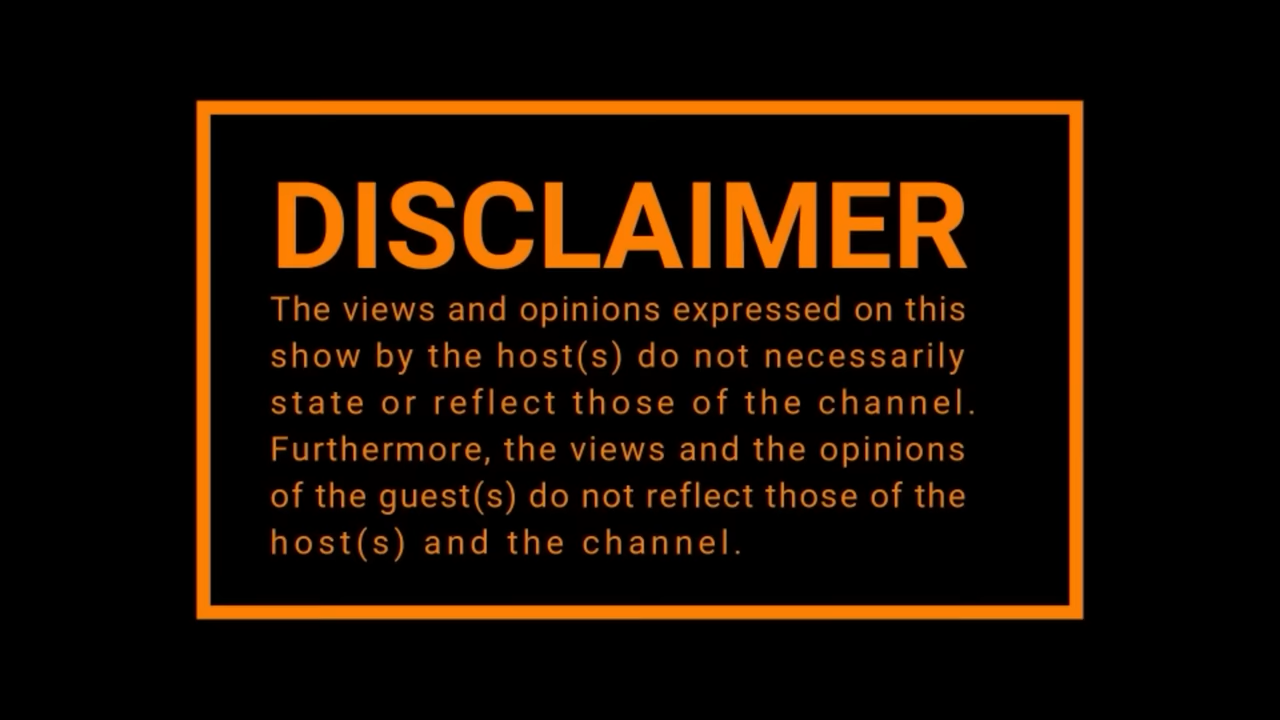 DISCLAIMER
The views and opinions expressed on this
show by the host(s) do not necessarily
state or reflect those of the channel.
Furthermore, the views and the opinions
of the guest(s) do not reflect those of the
host(s) and the channel.